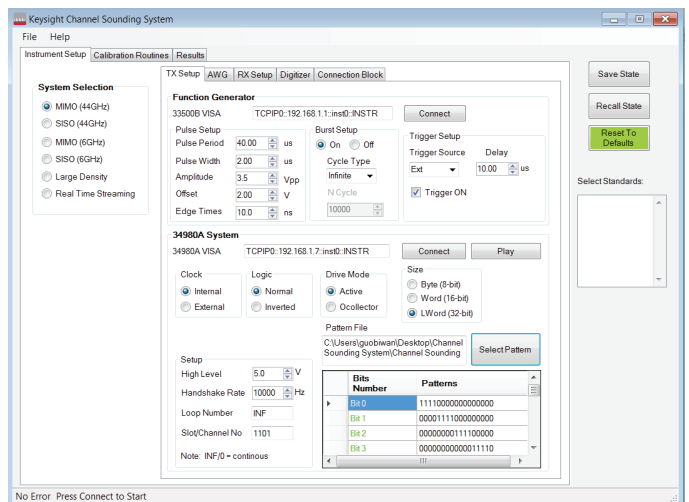 Keysight Channel Sounding System
File Help
Instrument Setup Calibration Routines Results
System Selection
MIMO (44GHz)
SISO (44GHz)
MIMO (6GHz)
SISO (6GHz)
Large Density
Real Time Streaming
TX Setup AWG RX Setup Digitizer Connection Block
Function Generator
33500B VISA TCPIP0::192.168.1.1::inst0::INSTR Connect
Pulse Setup
Pulse Period 40.00 us
Pulse Width 2.00 us
Amplitude 3.5 Vpp
Offset 2.00 V
Edge Times 10.0 ns
Burst Setup
On Off
Cycle Type
Infinite
N Cycle
10000
Trigger Setup
Trigger Source Delay
Ext 10.00 us
Trigger ON
34980A System
34980A VISA TCPIP0::192.168.1.7::inst0::INSTR Connect Play
Clock
Internal
External
Logic
Normal
Inverted
Drive Mode
Active
Ocollector
Size
Byte (8-bit)
Word (16-bit)
LWord (32-bit)
Pattern File
C:\Users\guobiwan\Desktop\Channel
Sounding System\Channel Sounding
Select Pattern
Setup
High Level 5.0 V
Handshake Rate 10000 Hz
Loop Number INF
Slot/Channel No 1101
Note: INF/0 = continous
Bits Number Patterns
Bit 0 1111000000000000
Bit 1 0000111100000000
Bit 2 0000000011110000
Bit 3 0000000000011110
Save State
Recall State
Reset To
Defaults
Select Standards:
No Error Press Connect to Start